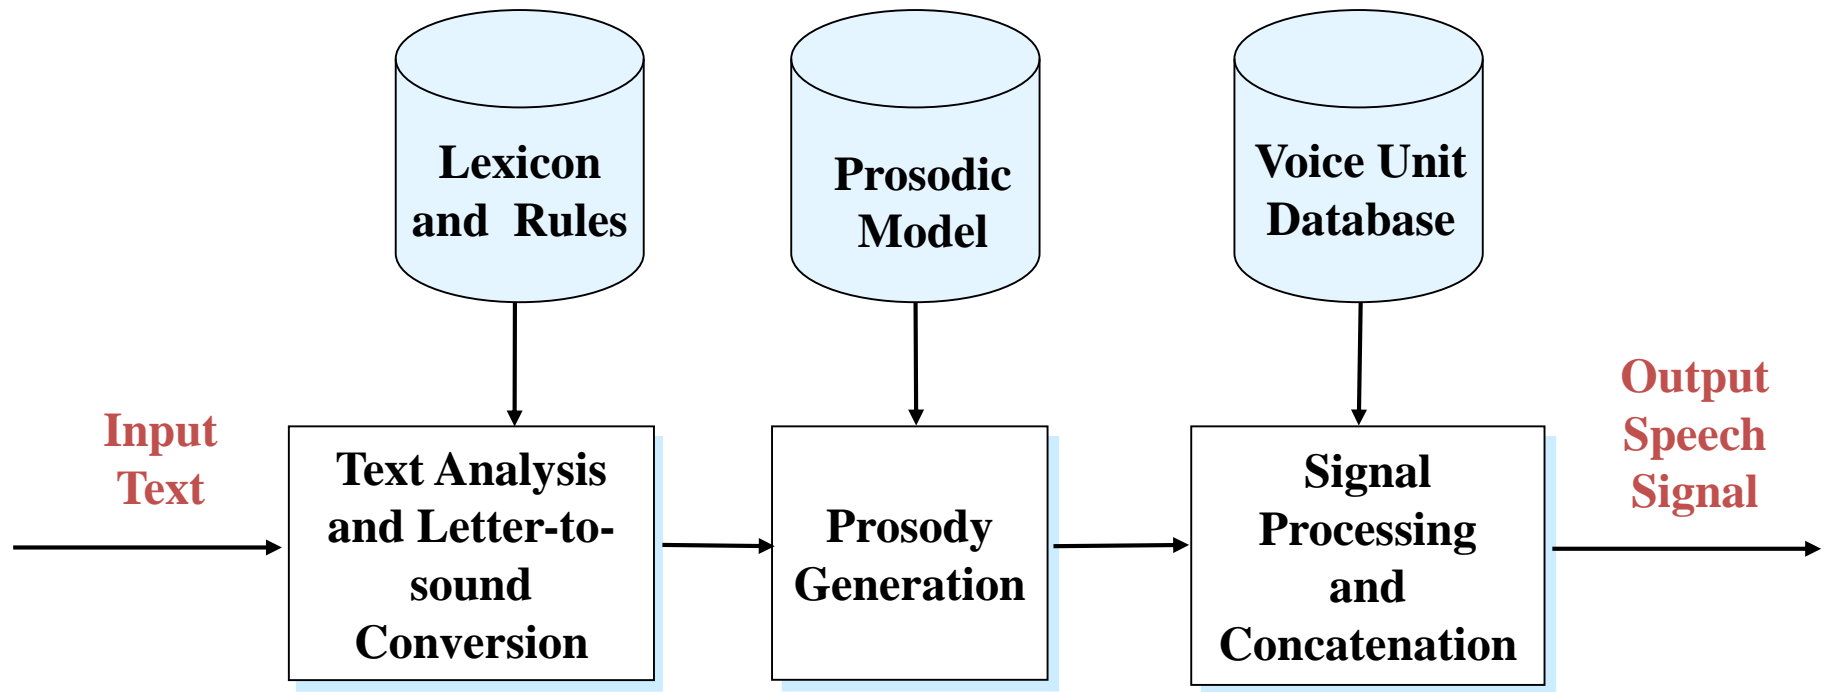 Lexicon
and Rules
Prosodic
Model
Voice Unit
Database
Input
Text
Text Analysis
and Letter-to-
sound
Conversion
Prosody
Generation
Signal
Processing
and
Concatenation
Output
Speech
Signal